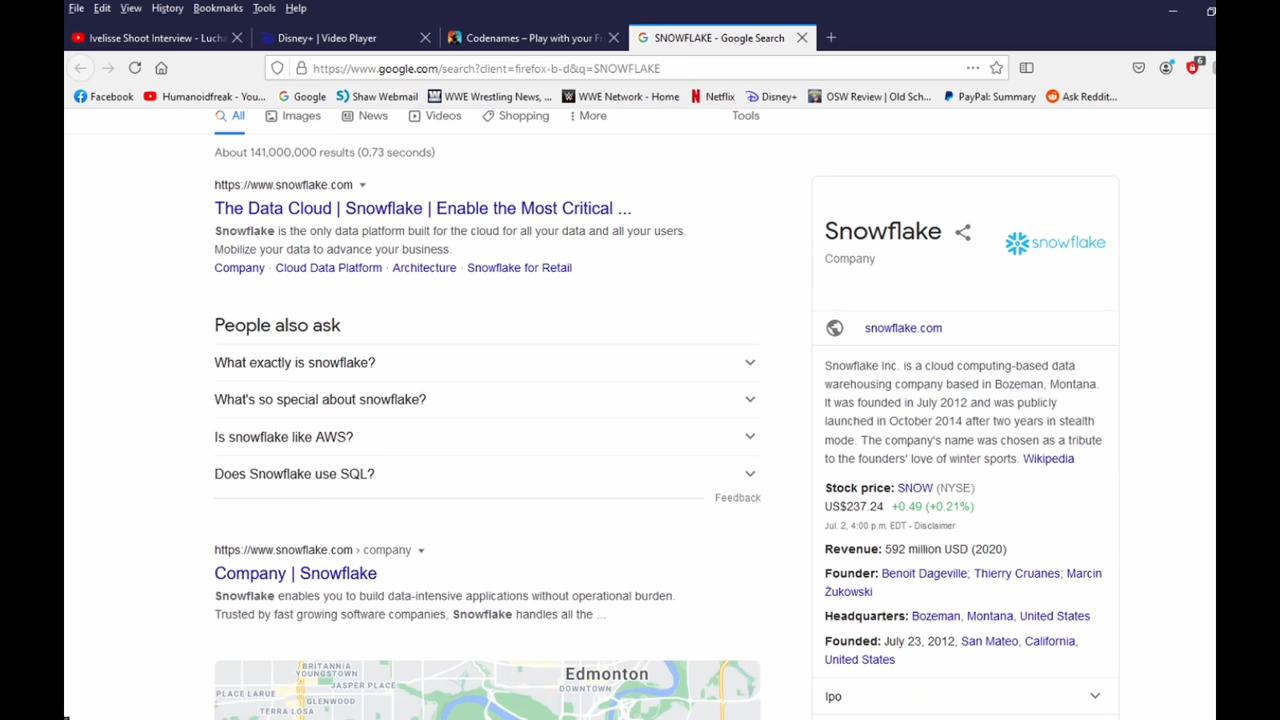 File Edit View History Bookmarks Tools Help
Ivelisse Shoot Interview - Lucha
Disney+ | Video Player
Codenames – Play with your F
SNOWFLAKE - Google Search
https://www.google.com/search?client=firefox-b-d&q=SNOWFLAKE
6
Facebook Humanoidfreak - You... Google Shaw Webmail WWE Wrestling News, ... WWE Network - Home Netflix Disney+ OSW Review | Old Sch... PayPal: Summary Ask Reddit...
All Images News Videos Shopping More Tools
About 141,000,000 results (0.73 seconds)
https://www.snowflake.com
The Data Cloud | Snowflake | Enable the Most Critical ...
Snowflake is the only data platform built for the cloud for all your data and all your users.
Mobilize your data to advance your business.
Company · Cloud Data Platform · Architecture · Snowflake for Retail
People also ask
What exactly is snowflake?
What's so special about snowflake?
Is snowflake like AWS?
Does Snowflake use SQL?
Feedback
https://www.snowflake.com › company
Company | Snowflake
Snowflake enables you to build data-intensive applications without operational burden.
Trusted by fast growing software companies, Snowflake handles all the ...
BRITANNIA
YOUNGSTOWN
JASPER PLACE
PLACE LARUE
GLENWOOD
TERRA LOSA
Edmonton
DOWNTOWN
Snowflake
Company
snowflake
snowflake.com
Snowflake Inc. is a cloud computing-based data
warehousing company based in Bozeman, Montana.
It was founded in July 2012 and was publicly
launched in October 2014 after two years in stealth
mode. The company's name was chosen as a tribute
to the founders' love of winter sports. Wikipedia
Stock price: SNOW (NYSE)
US$237.24 +0.49 (+0.21%)
Jul. 2, 4:00 p.m. EDT - Disclaimer
Revenue: 592 million USD (2020)
Founder: Benoit Dageville; Thierry Cruanes; Marcin
Żukowski
Headquarters: Bozeman, Montana, United States
Founded: July 23, 2012, San Mateo, California,
United States
Ipo